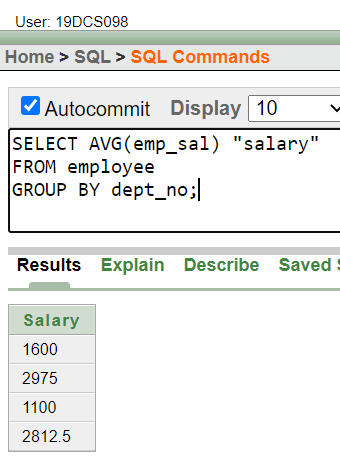 User: 19DCS098
Home > SQL > SQL Commands
Autocommit Display 10
SELECT AVG(emp_sal) "salary"
FROM employee
GROUP BY dept_no;
Results Explain Describe Saved
Salary
1600
2975
1100
2812.5